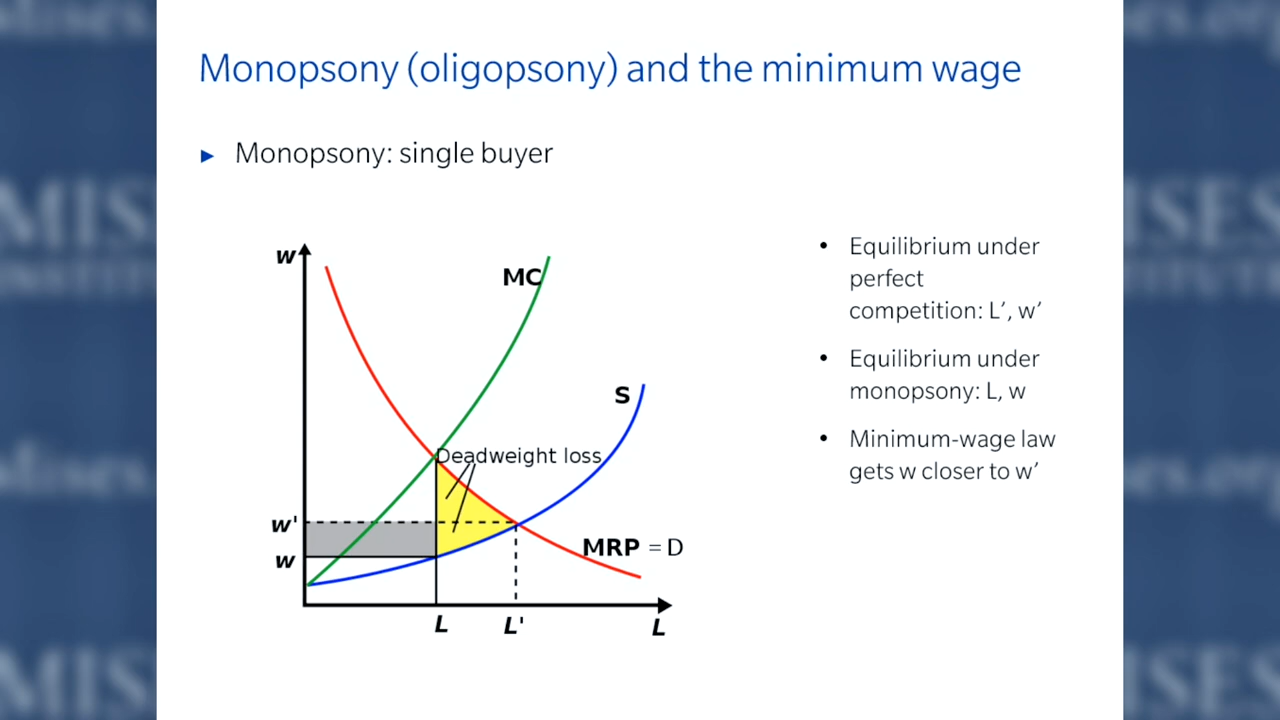 Monopsony (oligopsony) and the minimum wage
► Monopsony: single buyer
w
MC
S
Deadweight loss
w'
w
MRP = D
L
L'
L
• Equilibrium under
perfect
competition: L’, w’
• Equilibrium under
monopsony: L, w
• Minimum-wage law
gets w closer to w’